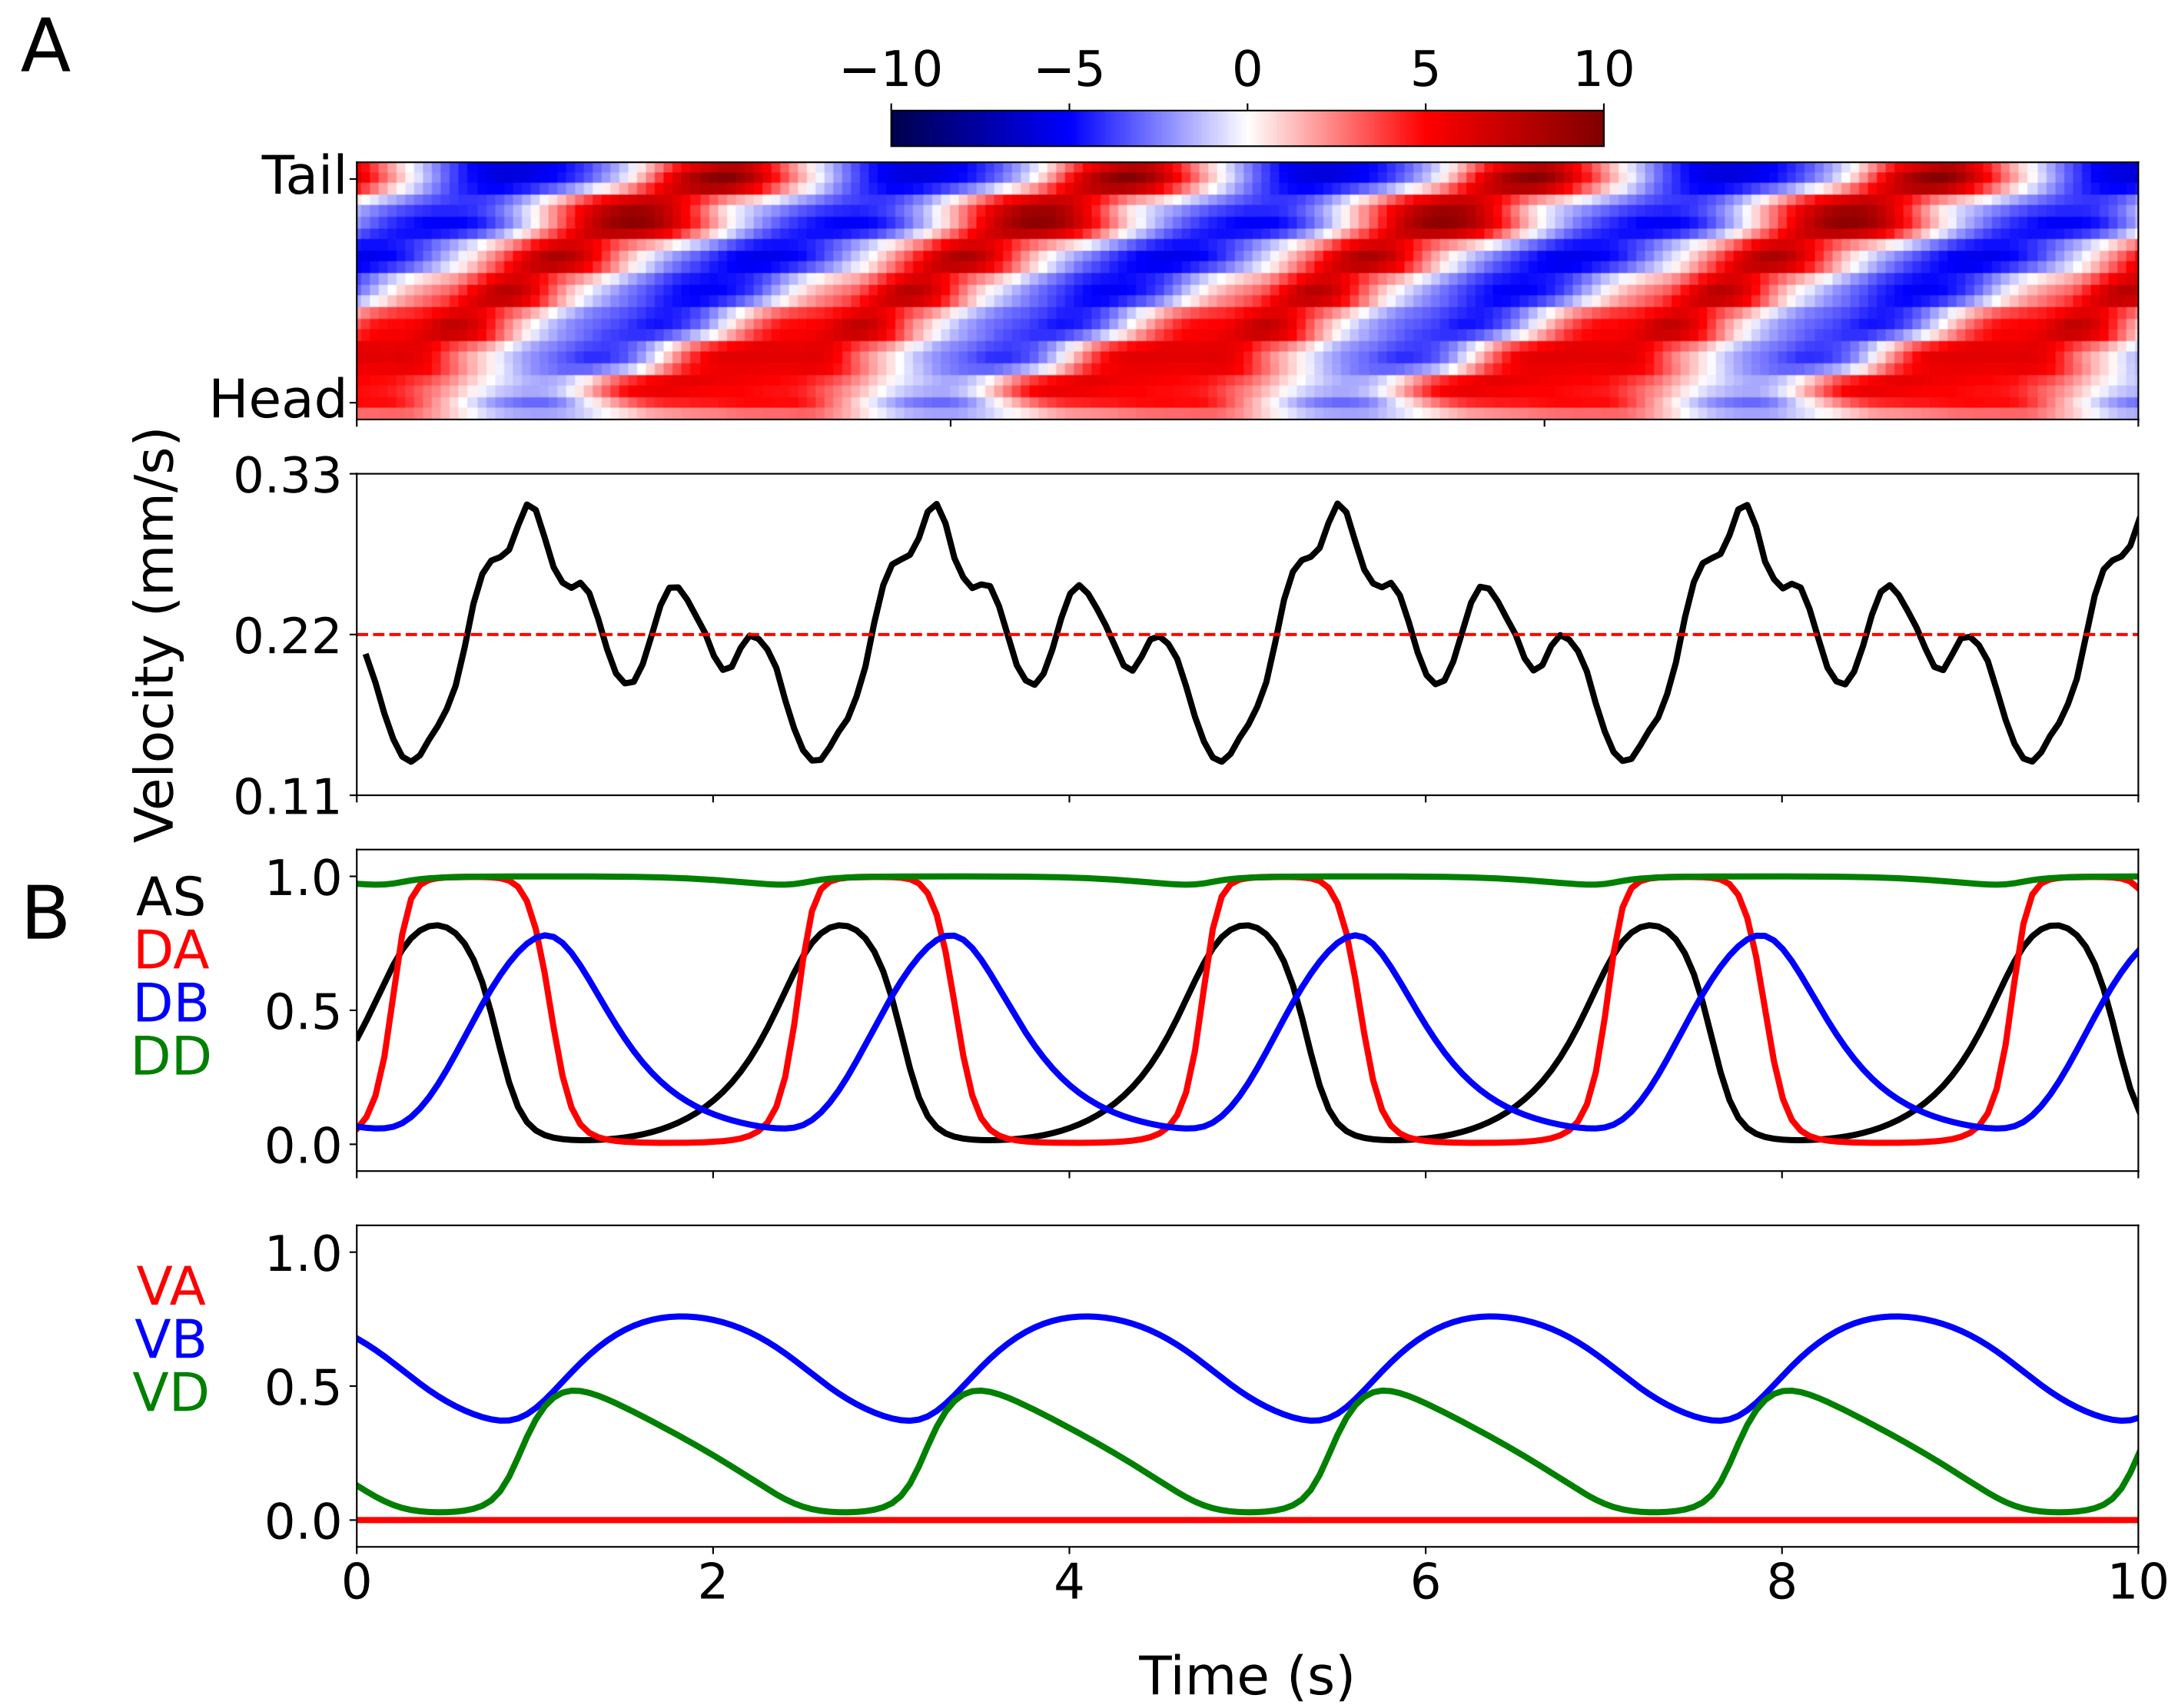 A
−10 −5 0 5 10
Tail
Head
Velocity (mm/s)
0.33
0.22
0.11
B
AS
DA
DB
DD
1.0
0.5
0.0
VA
VB
VD
1.0
0.5
0.0
0 2 4 6 8 10
Time (s)